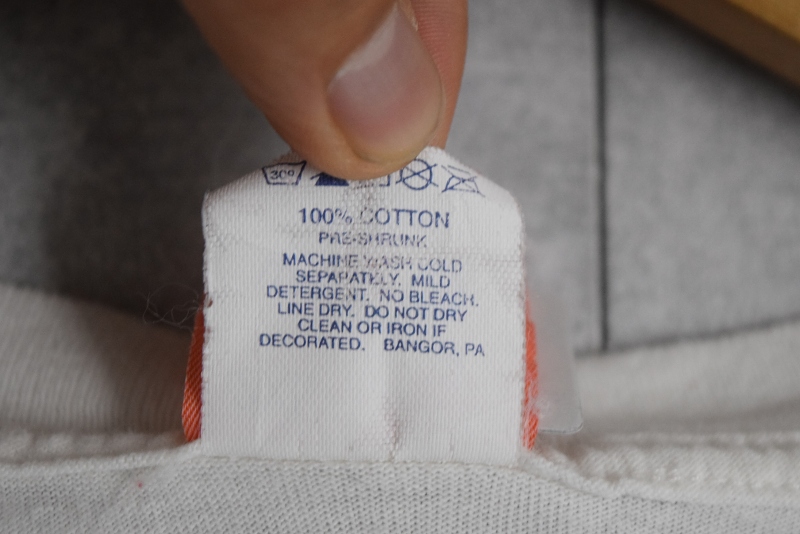 30°
100% COTTON
PRE-SHRUNK
MACHINE WASH COLD
SEPARATELY. MILD
DETERGENT. NO BLEACH.
LINE DRY. DO NOT DRY
CLEAN OR IRON IF
DECORATED. BANGOR, PA